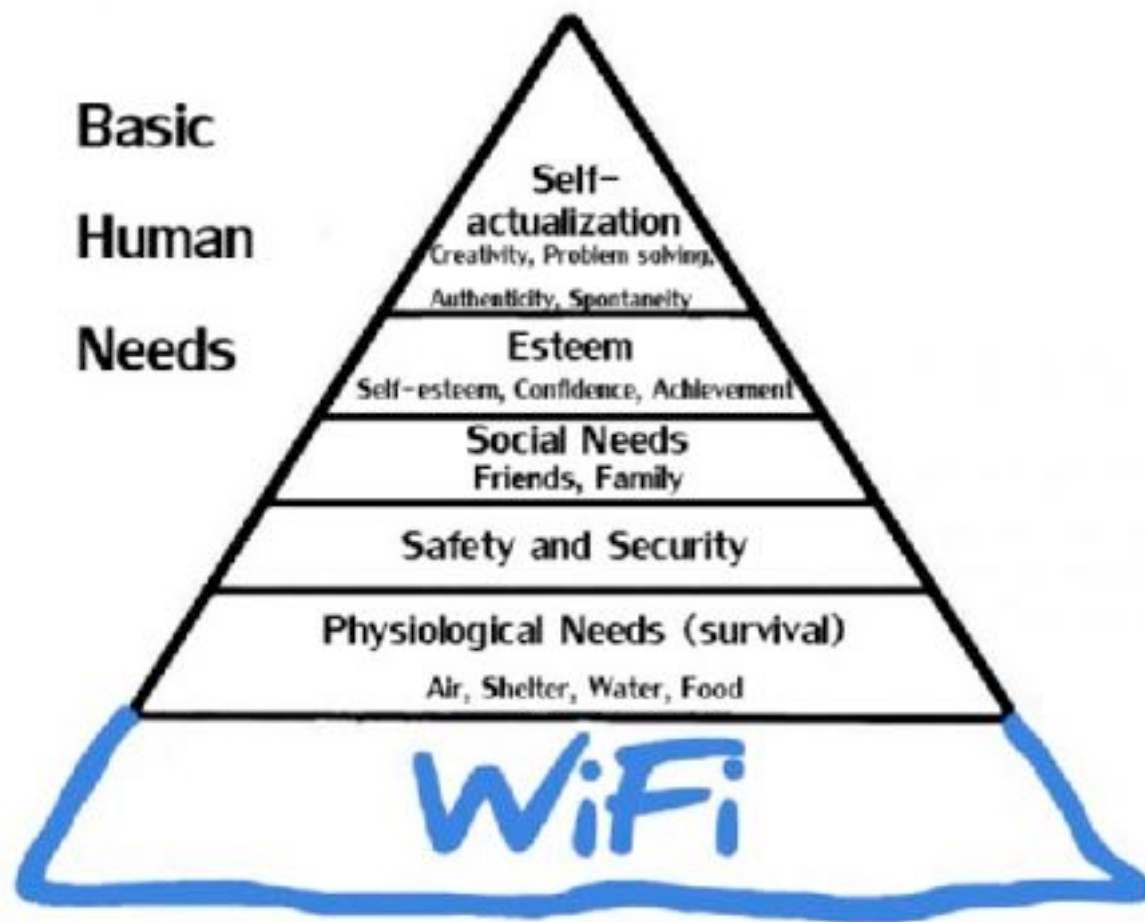 Basic
Human
Needs
Self-
actualization
Creativity, Problem solving,
Authenticity, Spontaneity
Esteem
Self-esteem, Confidence, Achievement
Social Needs
Friends, Family
Safety and Security
Physiological Needs (survival)
Air, Shelter, Water, Food
WiFi